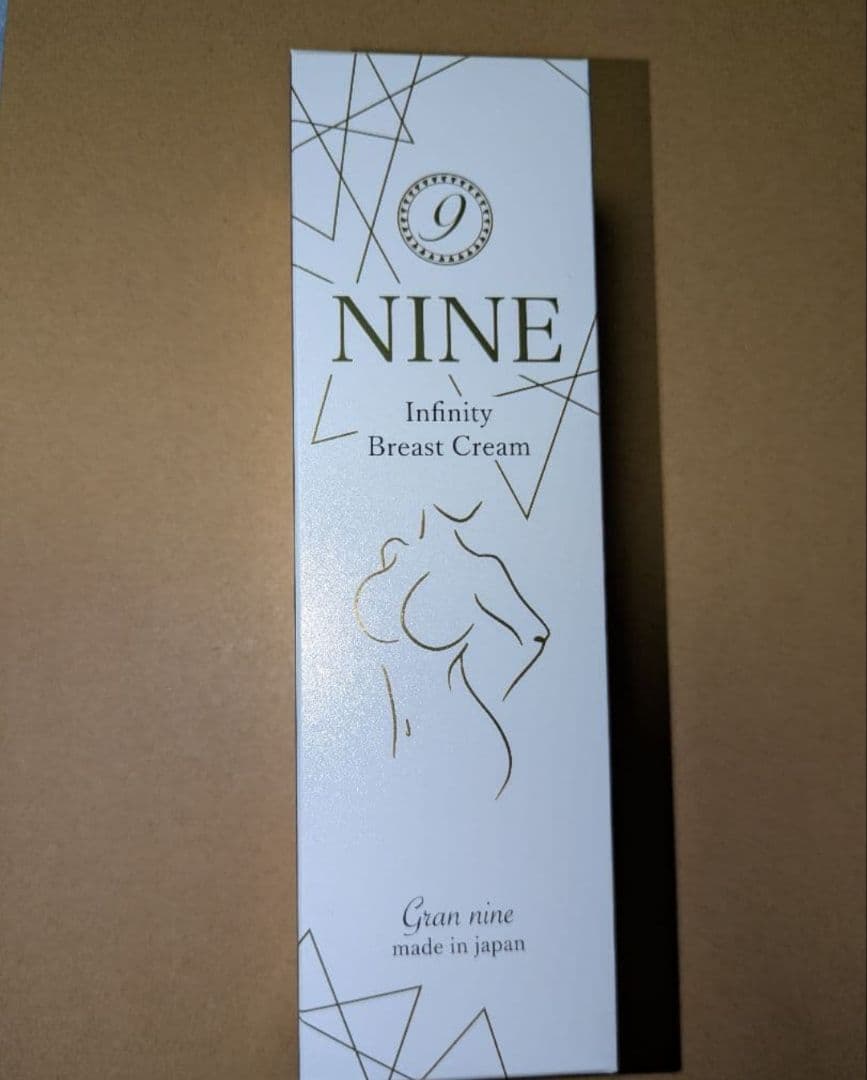 9
NINE
Infinity
Breast Cream
Gran nine
made in japan